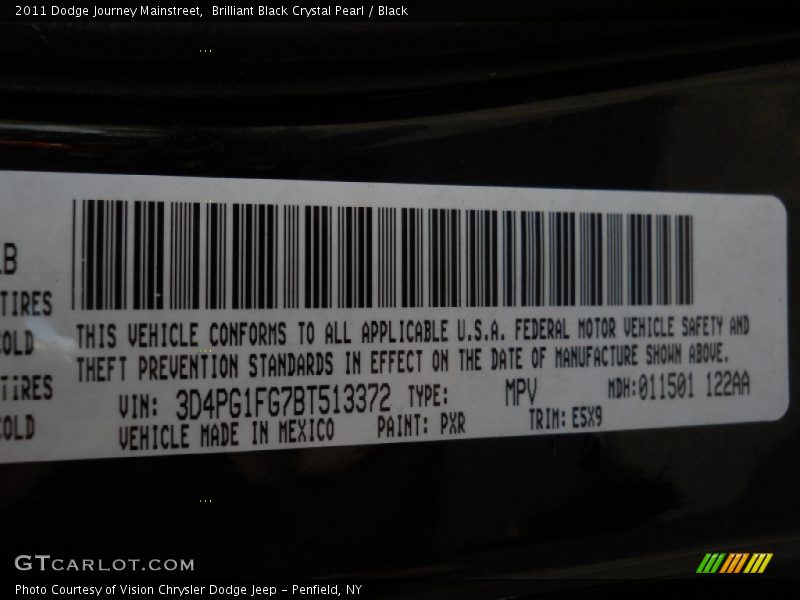 2011 Dodge Journey Mainstreet,  Brilliant Black Crystal Pearl / Black
LB
TIRES
COLD
TIRES
COLD
THIS VEHICLE CONFORMS TO ALL APPLICABLE U.S.A. FEDERAL MOTOR VEHICLE SAFETY AND
THEFT PREVENTION STANDARDS IN EFFECT ON THE DATE OF MANUFACTURE SHOWN ABOVE.
VIN: 3D4PG1FG7BT513372 TYPE: MPV MDH:011501 122AA
VEHICLE MADE IN MEXICO PAINT: PXR TRIM: E5X9
GTCARLOT.COM
Photo Courtesy of Vision Chrysler Dodge Jeep - Penfield, NY